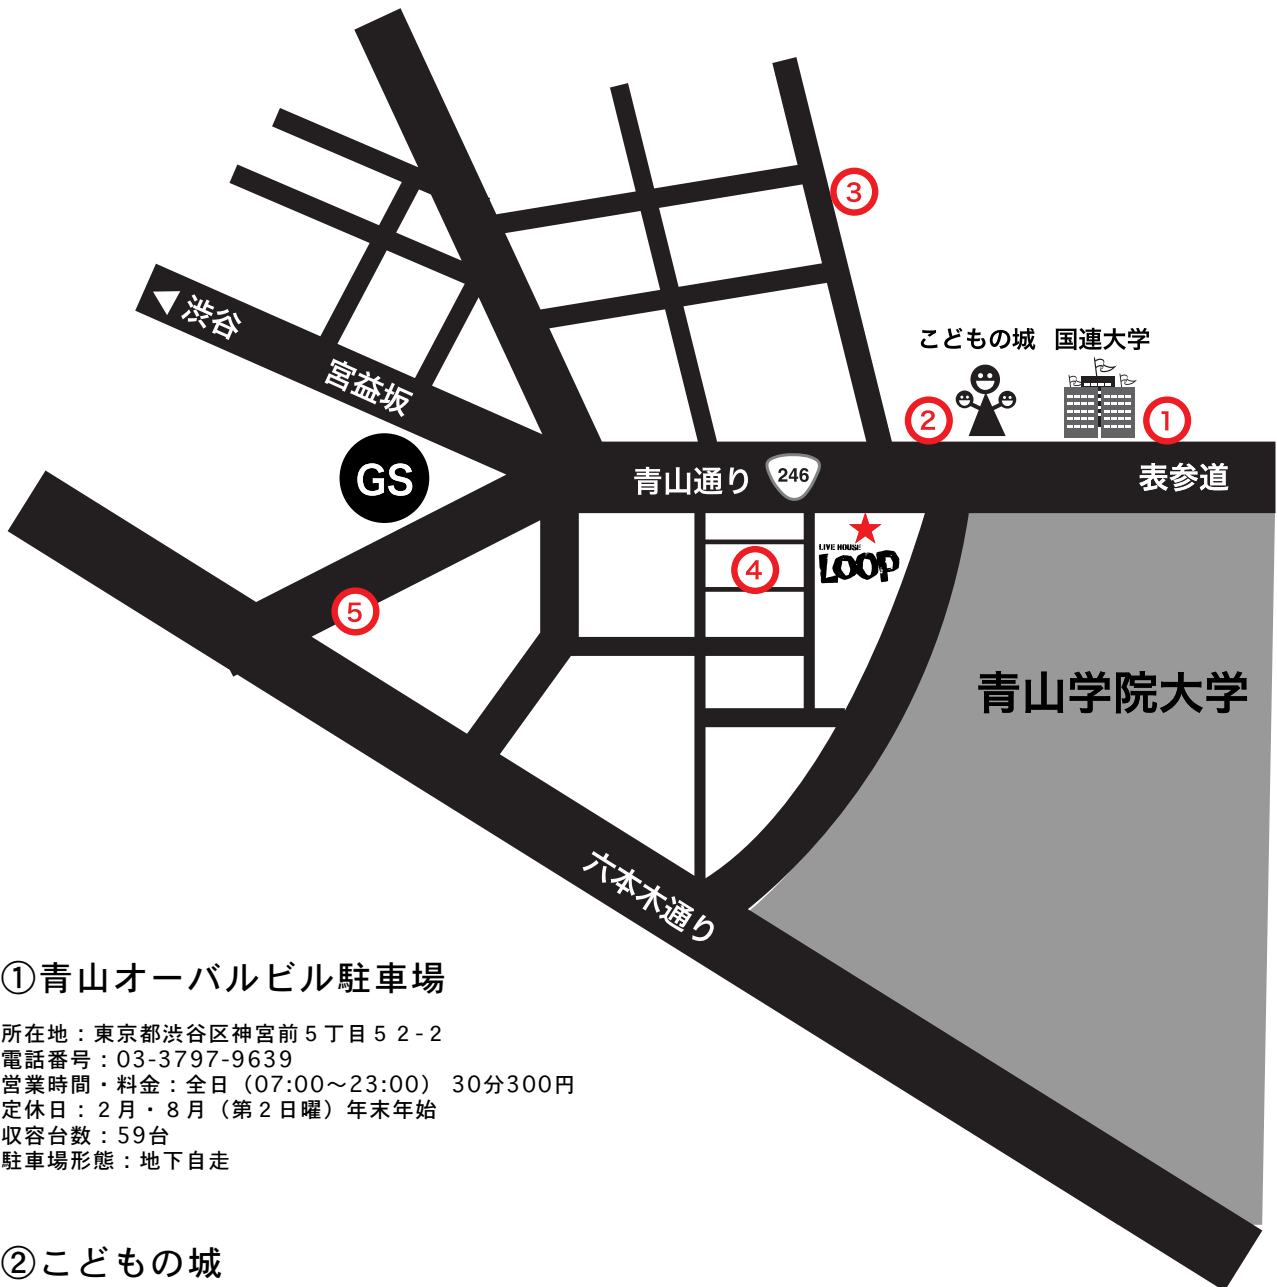 ③
こどもの城 国連大学
② ①
渋谷
宮益坂
GS
青山通り 246 表参道
④
LIVE HOUSE
LOOP
⑤
青山学院大学
六本木通り
①青山オーバルビル駐車場
所在地：東京都渋谷区神宮前５丁目５２-２
電話番号：03-3797-9639
営業時間・料金：全日（07:00～23:00） 30分300円
定休日：２月・８月（第２日曜）年末年始
収容台数：59台
駐車場形態：地下自走
②こどもの城